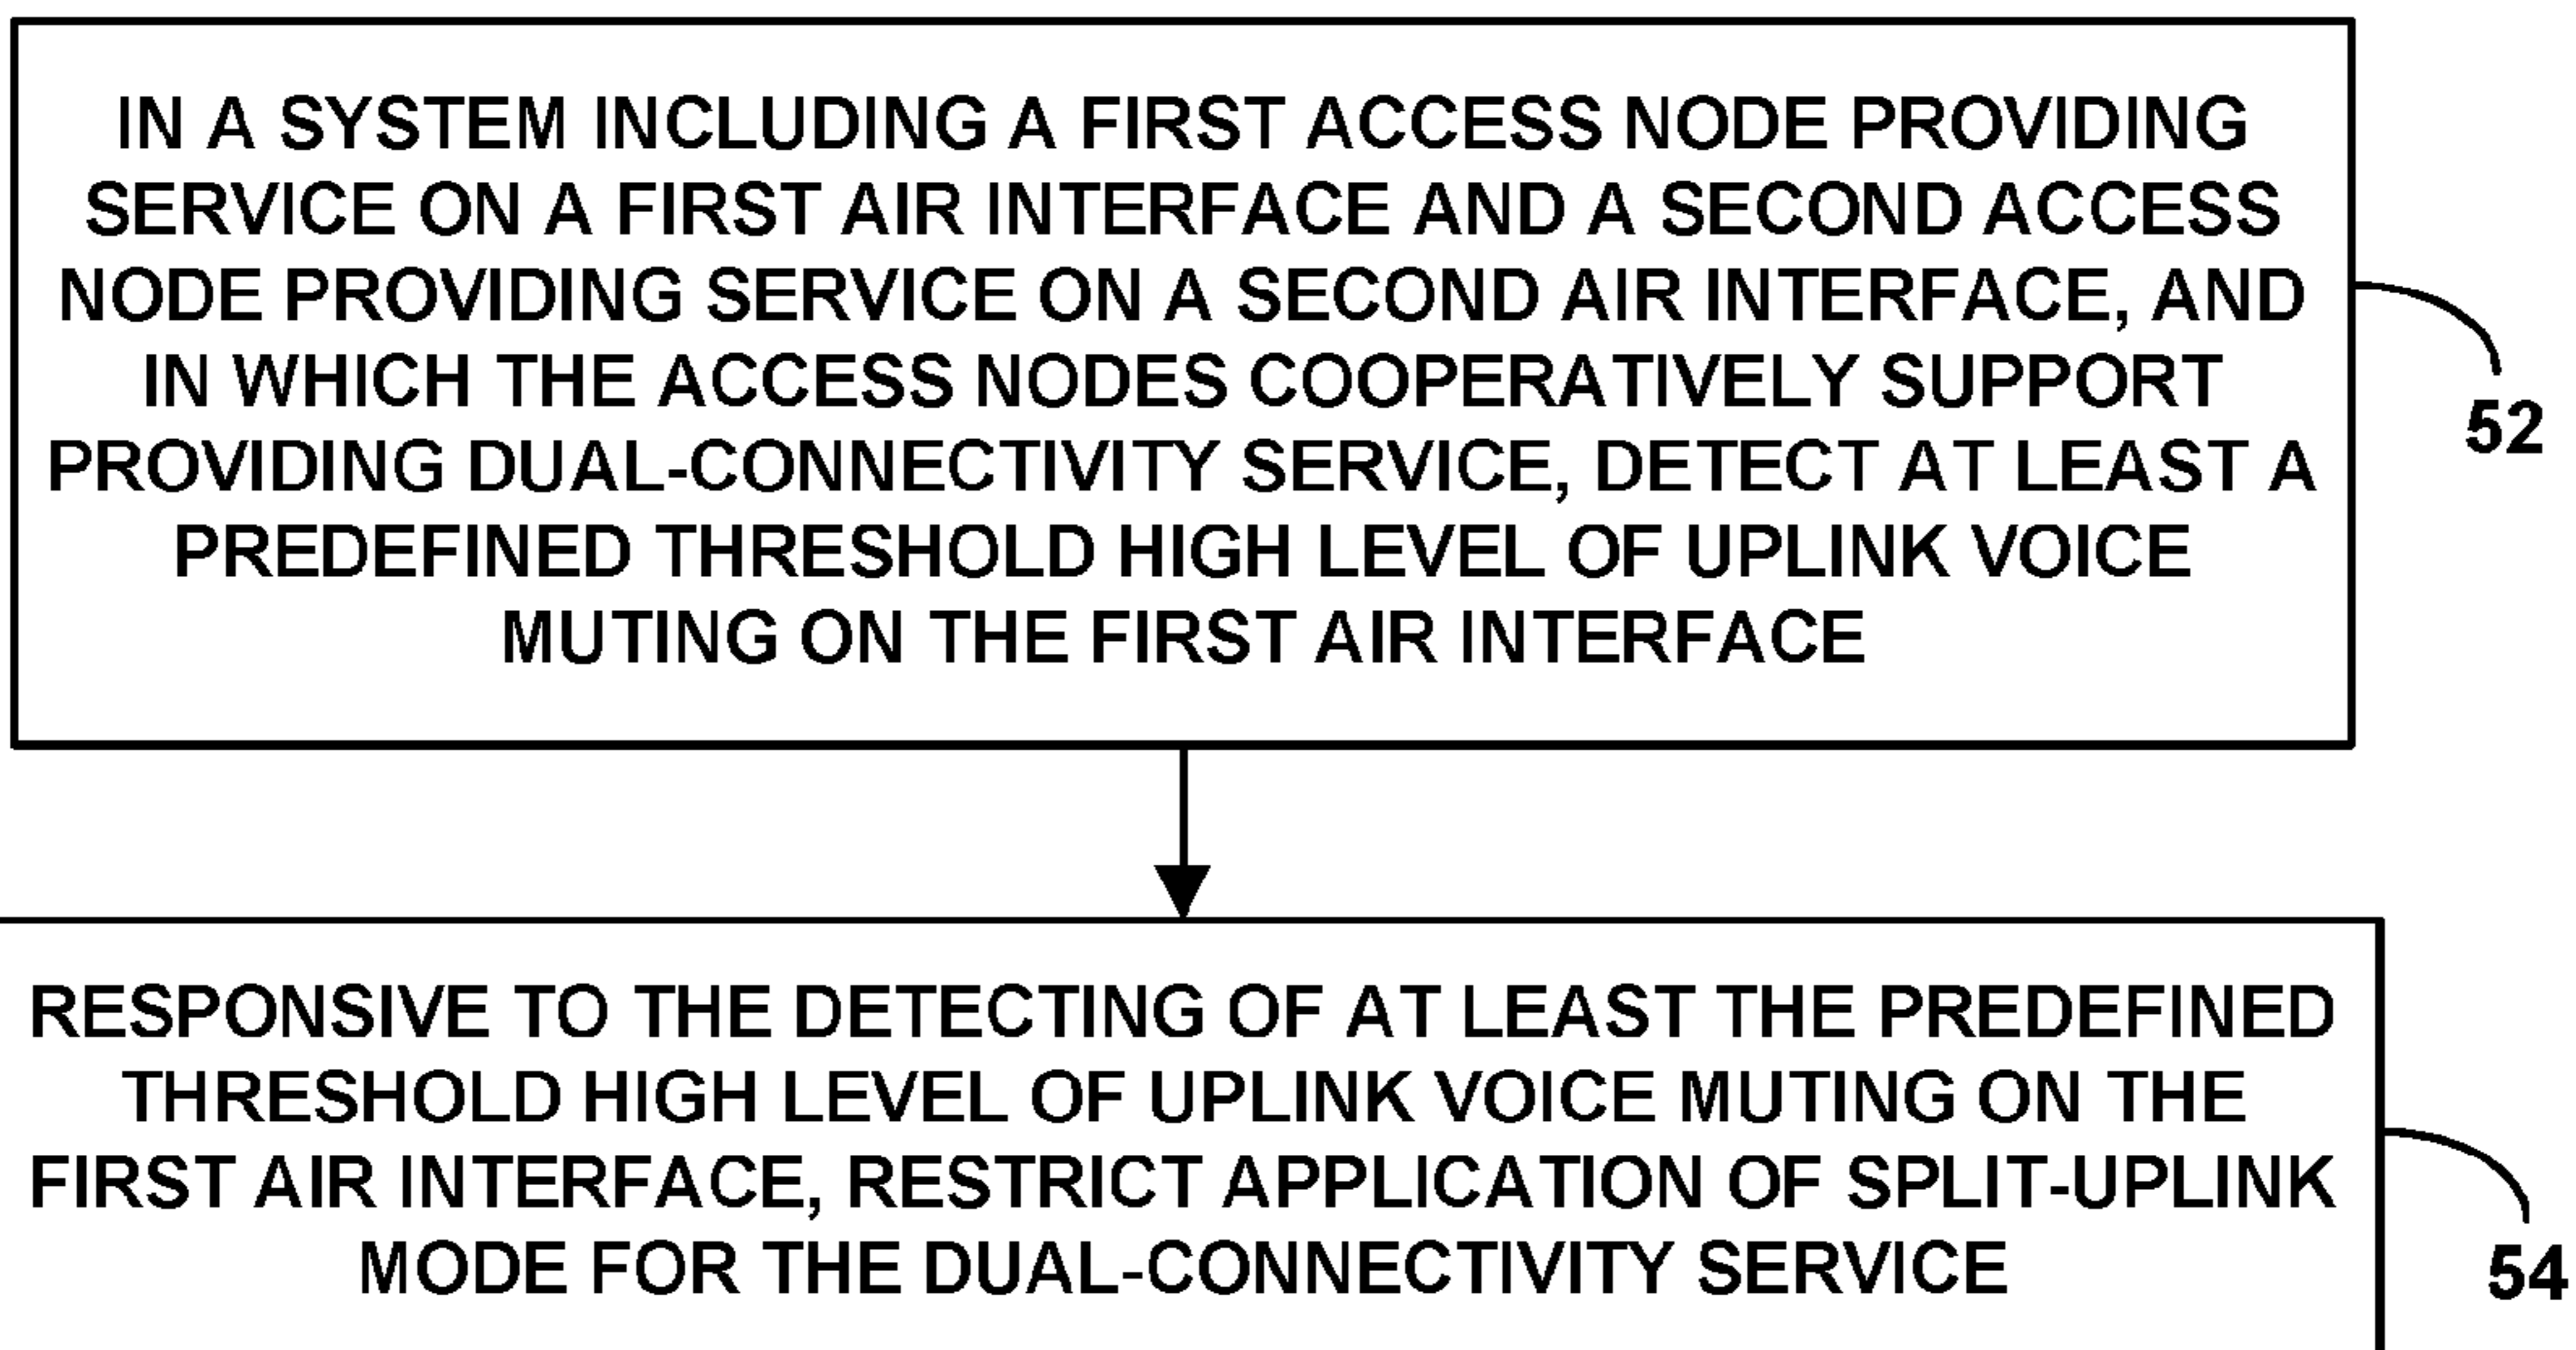 IN A SYSTEM INCLUDING A FIRST ACCESS NODE PROVIDING
SERVICE ON A FIRST AIR INTERFACE AND A SECOND ACCESS
NODE PROVIDING SERVICE ON A SECOND AIR INTERFACE, AND
IN WHICH THE ACCESS NODES COOPERATIVELY SUPPORT
PROVIDING DUAL-CONNECTIVITY SERVICE, DETECT AT LEAST A
PREDEFINED THRESHOLD HIGH LEVEL OF UPLINK VOICE
MUTING ON THE FIRST AIR INTERFACE
52
RESPONSIVE TO THE DETECTING OF AT LEAST THE PREDEFINED
THRESHOLD HIGH LEVEL OF UPLINK VOICE MUTING ON THE
FIRST AIR INTERFACE, RESTRICT APPLICATION OF SPLIT-UPLINK
MODE FOR THE DUAL-CONNECTIVITY SERVICE
54